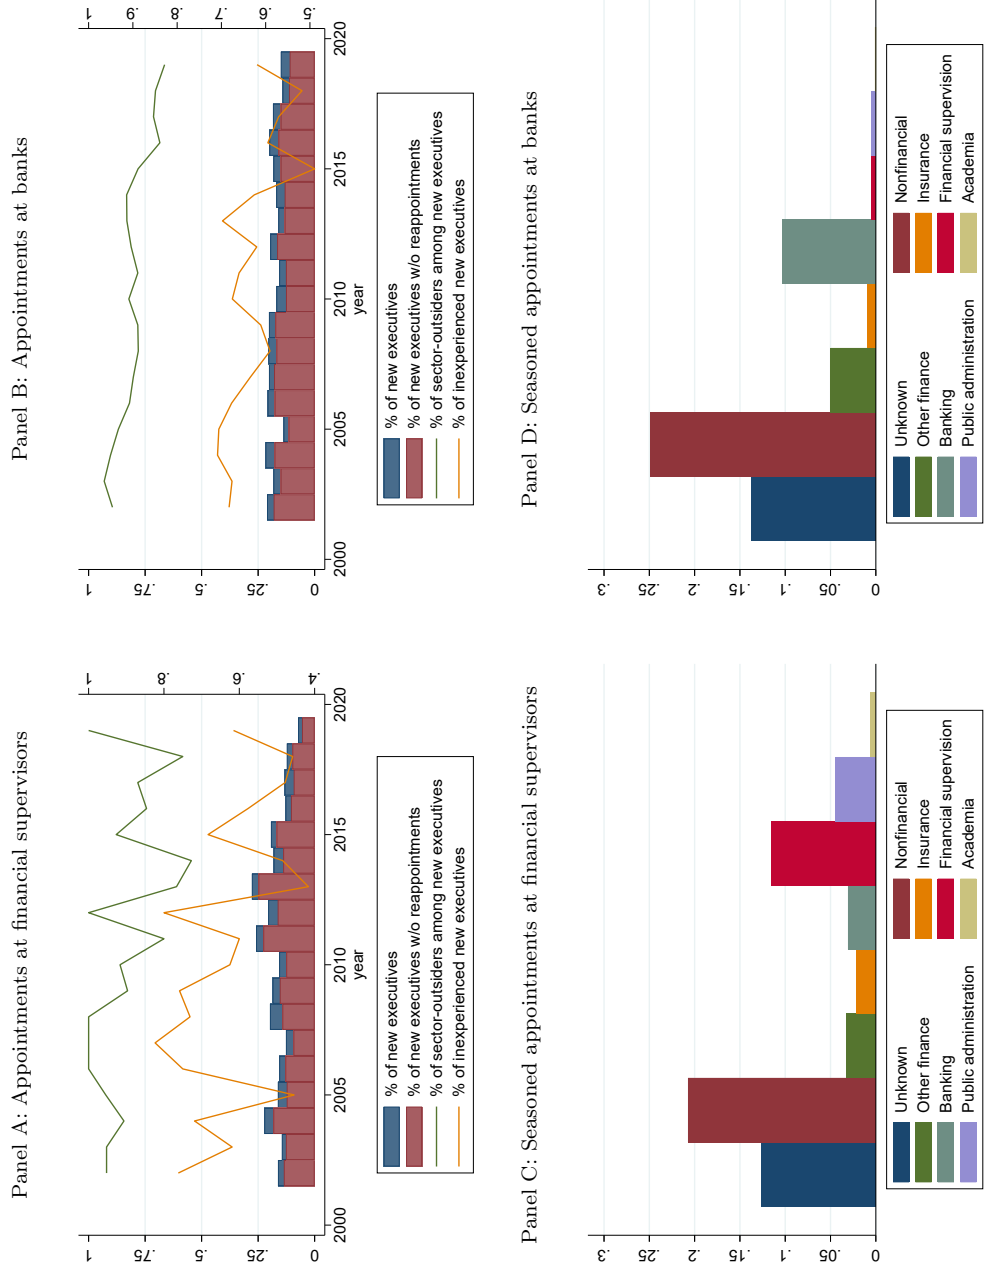 Panel A: Appointments at financial supervisors
1
.75
.5
.25
0
1
.8
.6
.4
2000
2005
2010
2015
2020
year
% of new executives
% of new executives w/o reappointments
% of sector-outsiders among new executives
% of inexperienced new executives
Panel B: Appointments at banks
1
.75
.5
.25
0
1
.9
.8
.7
.6
.5
2000
2005
2010
2015
2020
year
% of new executives
% of new executives w/o reappointments
% of sector-outsiders among new executives
% of inexperienced new executives
Panel C: Seasoned appointments at financial supervisors
.3
.25
.2
.15
.1
.05
0
Unknown Nonfinancial
Other finance Insurance
Banking Financial supervision
Public administration Academia
Panel D: Seasoned appointments at banks
.3
.25
.2
.15
.1
.05
0
Unknown Nonfinancial
Other finance Insurance
Banking Financial supervision
Public administration Academia